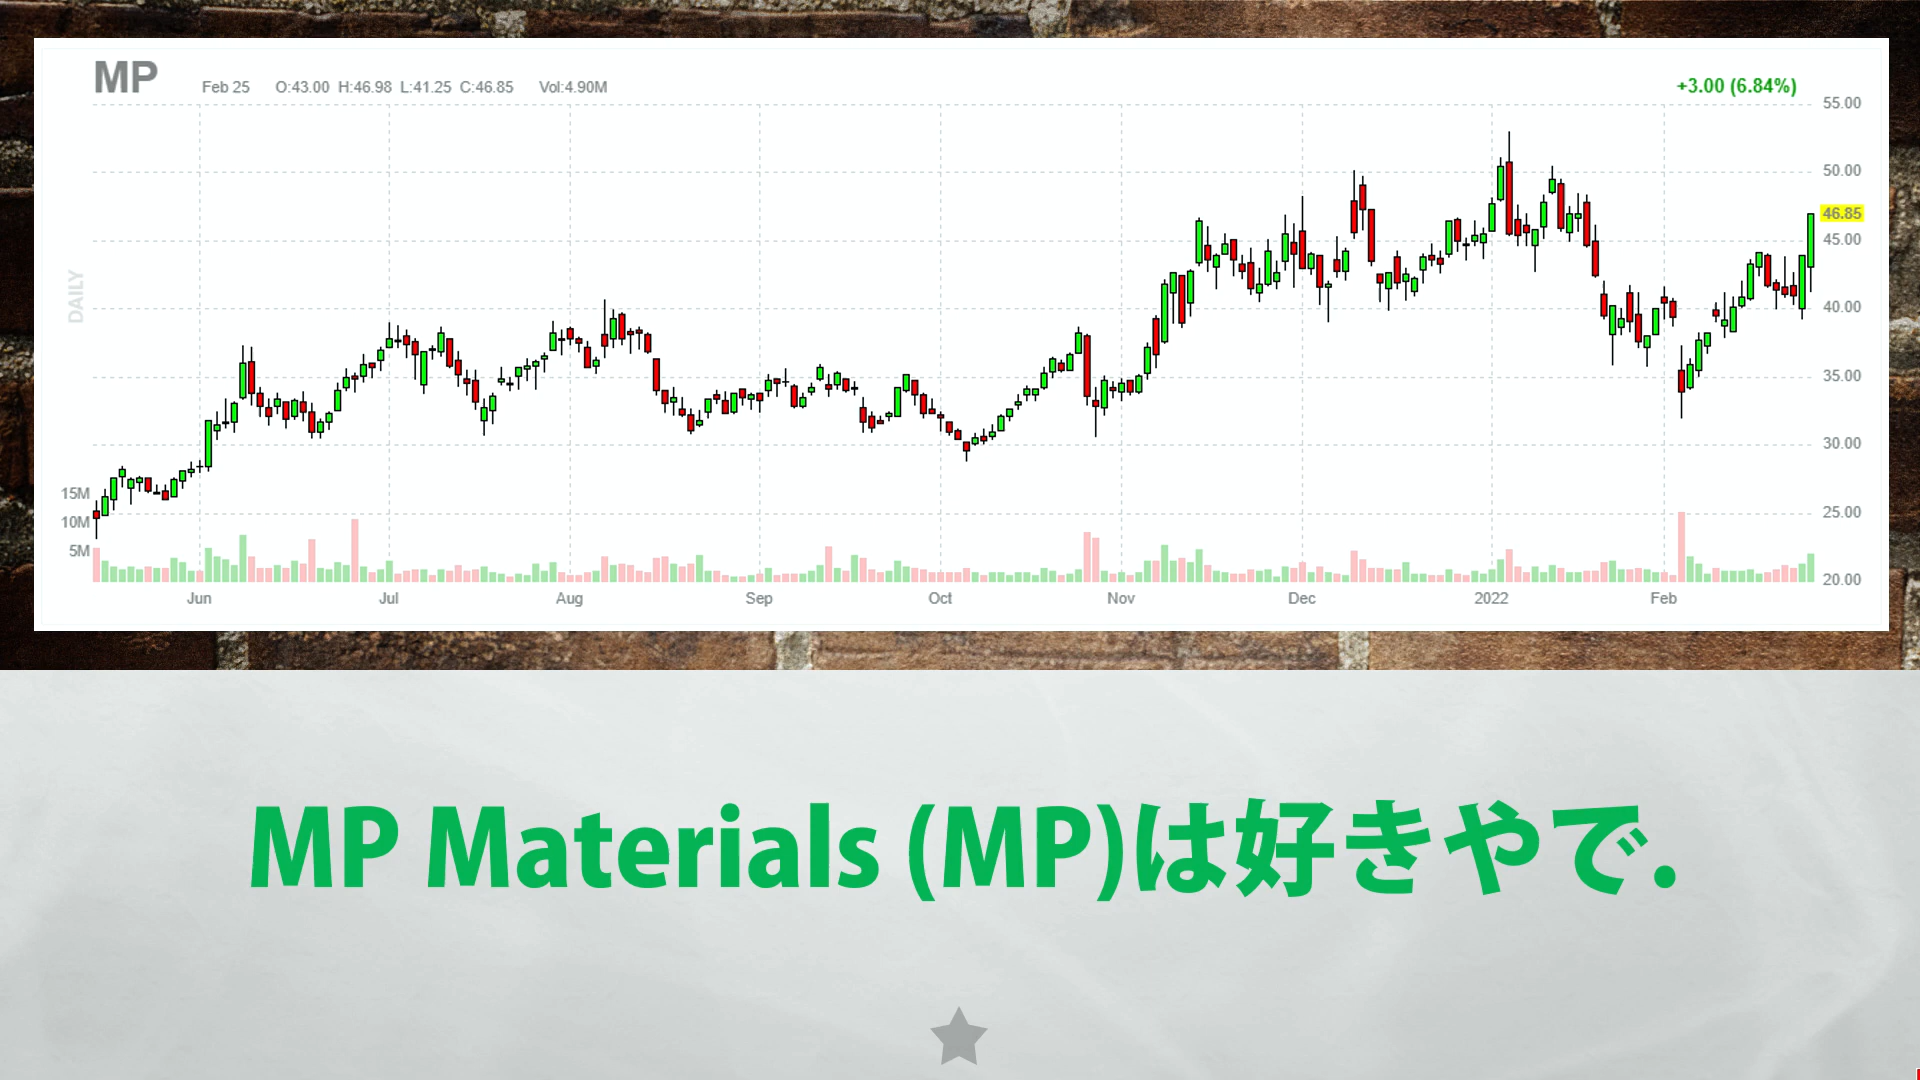 MP Feb 25 O:43.00 H:46.98 L:41.25 C:46.85 Vol:4.90M +3.00 (6.84%)
55.00
50.00
46.85
45.00
DAILY
40.00
35.00
30.00
15M
25.00
10M
5M
20.00
Jun Jul Aug Sep Oct Nov Dec 2022 Feb
MP Materials (MP)は好きやで.